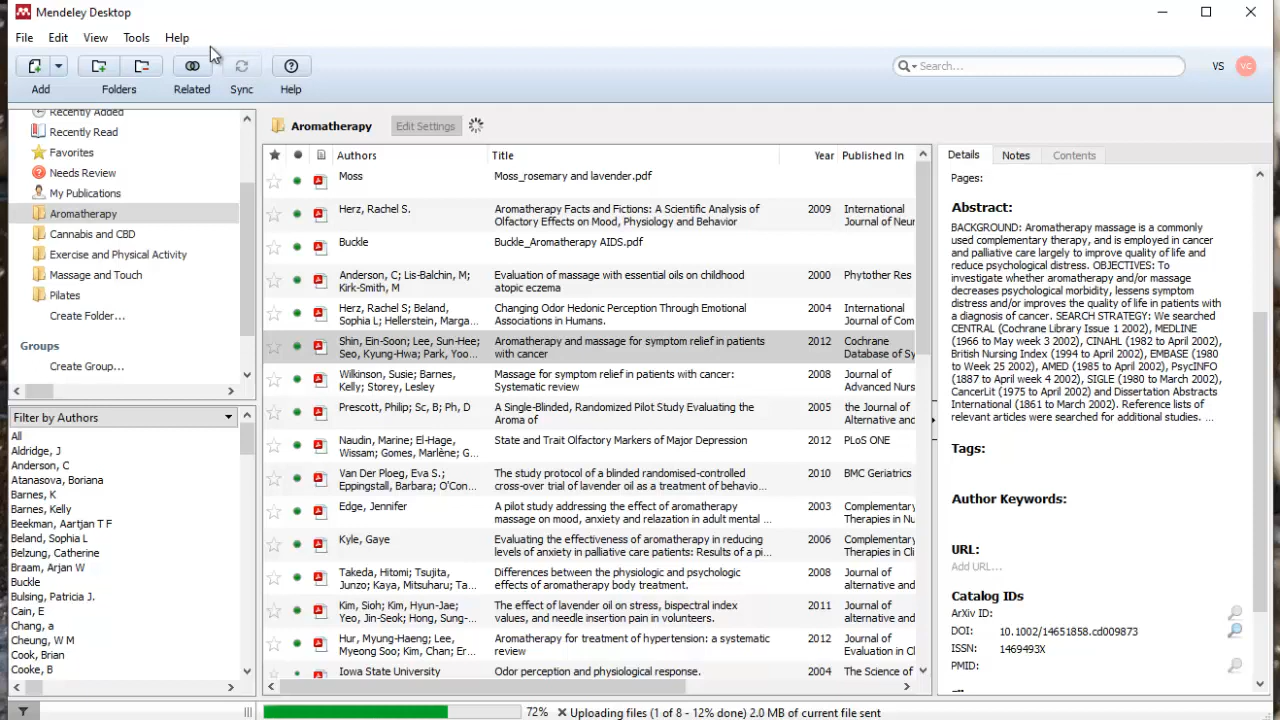 Mendeley Desktop
File Edit View Tools Help
Add Folders Related Sync Help
Search... VS VC
Recently Added
Recently Read
Favorites
Needs Review
My Publications
Aromatherapy
Cannabis and CBD
Exercise and Physical Activity
Massage and Touch
Pilates
Create Folder...
Groups
Create Group...
Filter by Authors
All
Aldridge, J
Anderson, C
Atanasova, Boriana
Barnes, K
Barnes, Kelly
Beekman, Aartjan T F
Beland, Sophia L
Belzung, Catherine
Braam, Arjan W
Buckle
Bulsing, Patricia J.
Cain, E
Chang, a
Cheung, W M
Cook, Brian
Cooke, B
Aromatherapy Edit Settings
Authors Title Year Published In
Moss Moss_rosemary and lavender.pdf
Herz, Rachel S. Aromatherapy Facts and Fictions: A Scientific Analysis of 2009 International
Olfactory Effects on Mood, Physiology and Behavior Journal of Neur
Buckle Buckle_Aromatherapy AIDS.pdf
Anderson, C; Lis-Balchin, M; Evaluation of massage with essential oils on childhood 2000 Phytother Res
Kirk-Smith, M atopic eczema
Herz, Rachel S; Beland, Changing Odor Hedonic Perception Through Emotional 2004 International
Sophia L; Hellerstein, Marga... Associations in Humans. Journal of Com
Shin, Ein-Soon; Lee, Sun-Hee; Aromatherapy and massage for symptom relief in patients 2012 Cochrane
Seo, Kyung-Hwa; Park, Yoo... with cancer Database of Sy
Wilkinson, Susie; Barnes, Massage for symptom relief in patients with cancer: 2008 Journal of
Kelly; Storey, Lesley Systematic review Advanced Nurs
Prescott, Philip; Sc, B; Ph, D A Single-Blinded, Randomized Pilot Study Evaluating the 2005 the Journal of
Aroma of Alternative and
Naudin, Marine; El-Hage, State and Trait Olfactory Markers of Major Depression 2012 PLoS ONE
Wissam; Gomes, Marlène; G...
Van Der Ploeg, Eva S.; The study protocol of a blinded randomised-controlled 2010 BMC Geriatrics
Eppingstall, Barbara; O'Con... cross-over trial of lavender oil as a treatment of behavio...
Edge, Jennifer A pilot study addressing the effect of aromatherapy 2003 Complementary
massage on mood, anxiety and relazation in adult mental ... Therapies in Nu
Kyle, Gaye Evaluating the effectiveness of aromatherapy in reducing 2006 Complementary
levels of anxiety in palliative care patients: Results of a pi... Therapies in Cli
Takeda, Hitomi; Tsujita, Differences between the physiologic and psychologic 2008 Journal of
Junzo; Kaya, Mitsuharu; Ta... effects of aromatherapy body treatment. alternative and
Kim, Sioh; Kim, Hyun-Jae; The effect of lavender oil on stress, bispectral index 2011 Journal of
Yeo, Jin-Seok; Hong, Sung-... values, and needle insertion pain in volunteers. alternative and
Hur, Myung-Haeng; Lee, Aromatherapy for treatment of hypertension: a systematic 2012 Journal of
Myeong Soo; Kim, Chan; Er... review Evaluation in Cl
Iowa State University Odor perception and physiological response. 2004 The Science of
Details Notes Contents
Pages:
Abstract:
BACKGROUND: Aromatherapy massage is a commonly
used complementary therapy, and is employed in cancer
and palliative care largely to improve quality of life and
reduce psychological distress. OBJECTIVES: To
investigate whether aromatherapy and/or massage
decreases psychological morbidity, lessens symptom
distress and/or improves the quality of life in patients with
a diagnosis of cancer. SEARCH STRATEGY: We searched
CENTRAL (Cochrane Library Issue 1 2002), MEDLINE
(1966 to May week 3 2002), CINAHL (1982 to April 2002),
British Nursing Index (1994 to April 2002), EMBASE (1980
to Week 25 2002), AMED (1985 to April 2002), PsycINFO
(1887 to April week 4 2002), SIGLE (1980 to March 2002),
CancerLit (1975 to April 2002) and Dissertation Abstracts
International (1861 to March 2002). Reference lists of
relevant articles were searched for additional studies. ...
Tags:
Author Keywords:
URL:
Add URL...
Catalog IDs
ArXiv ID:
DOI: 10.1002/14651858.cd009873
ISSN: 1469493X
PMID:
72% Uploading files (1 of 8 - 12% done) 2.0 MB of current file sent